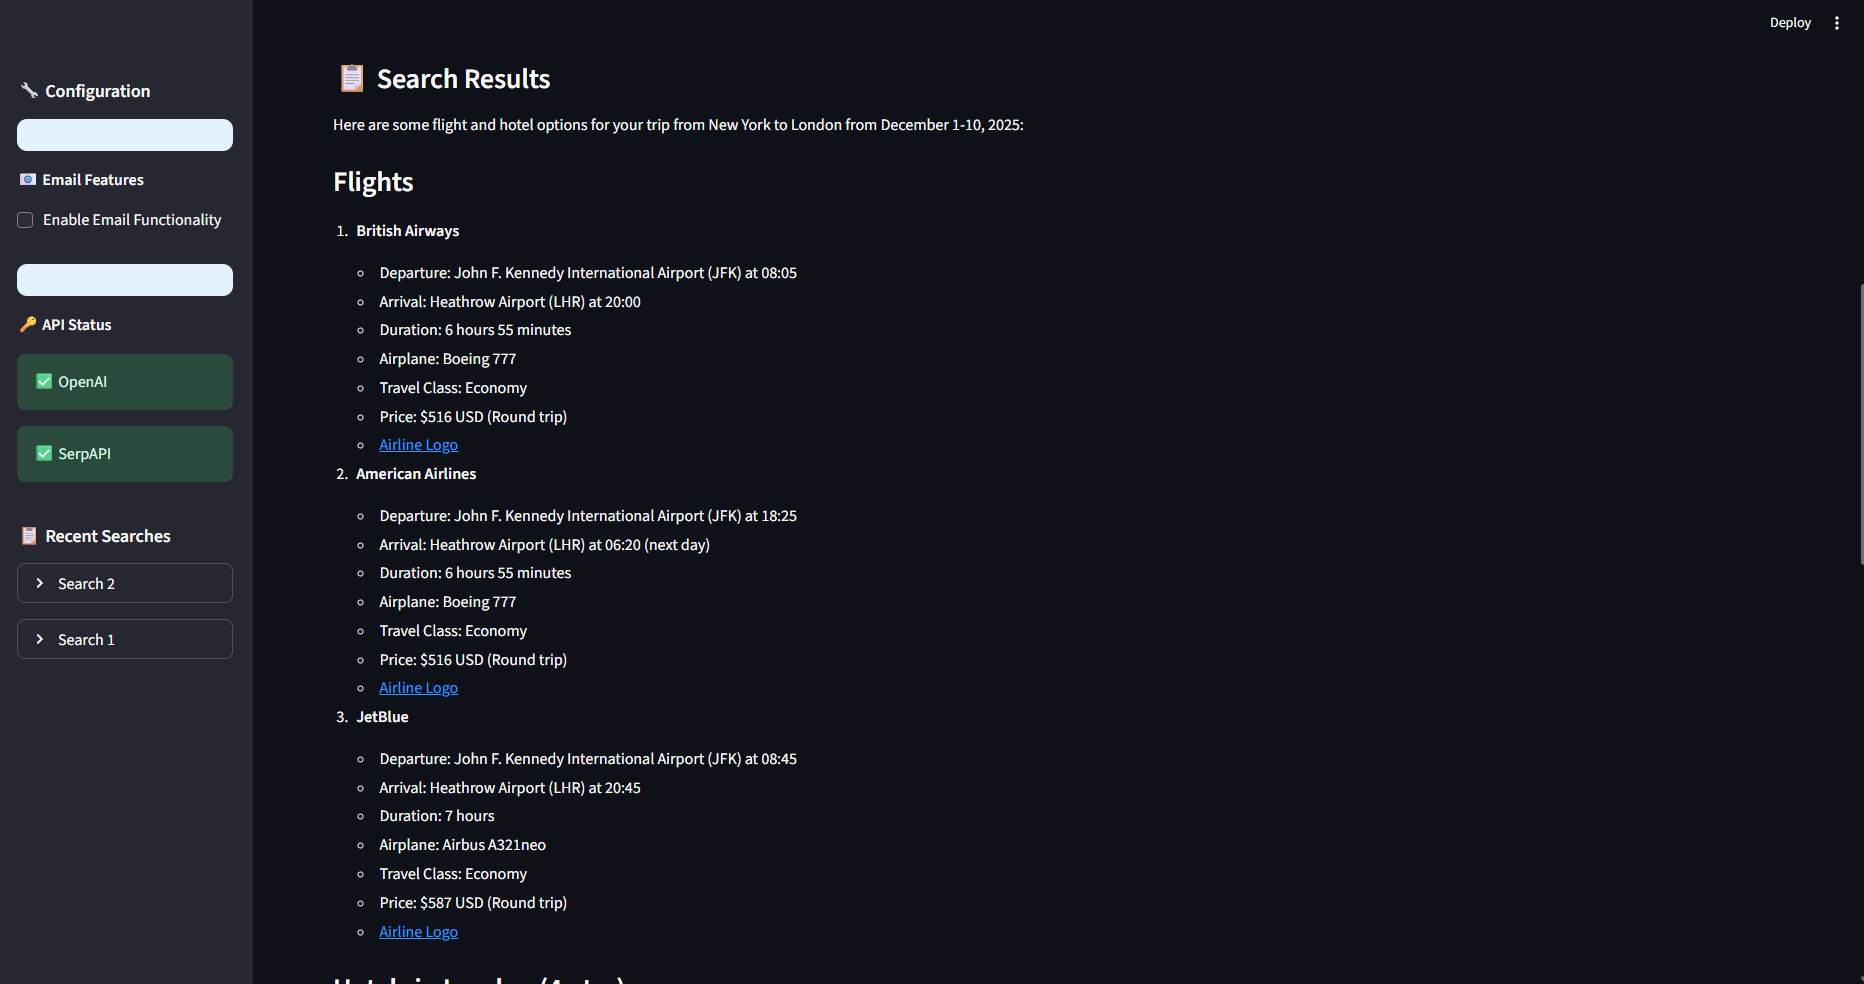 Deploy
Configuration
Email Features
Enable Email Functionality
API Status
OpenAI
SerpAPI
Recent Searches
Search 2
Search 1
Search Results
Here are some flight and hotel options for your trip from New York to London from December 1-10, 2025:
Flights
1. British Airways
Departure: John F. Kennedy International Airport (JFK) at 08:05
Arrival: Heathrow Airport (LHR) at 20:00
Duration: 6 hours 55 minutes
Airplane: Boeing 777
Travel Class: Economy
Price: $516 USD (Round trip)
Airline Logo
2. American Airlines
Departure: John F. Kennedy International Airport (JFK) at 18:25
Arrival: Heathrow Airport (LHR) at 06:20 (next day)
Duration: 6 hours 55 minutes
Airplane: Boeing 777
Travel Class: Economy
Price: $516 USD (Round trip)
Airline Logo
3. JetBlue
Departure: John F. Kennedy International Airport (JFK) at 08:45
Arrival: Heathrow Airport (LHR) at 20:45
Duration: 7 hours
Airplane: Airbus A321neo
Travel Class: Economy
Price: $587 USD (Round trip)
Airline Logo